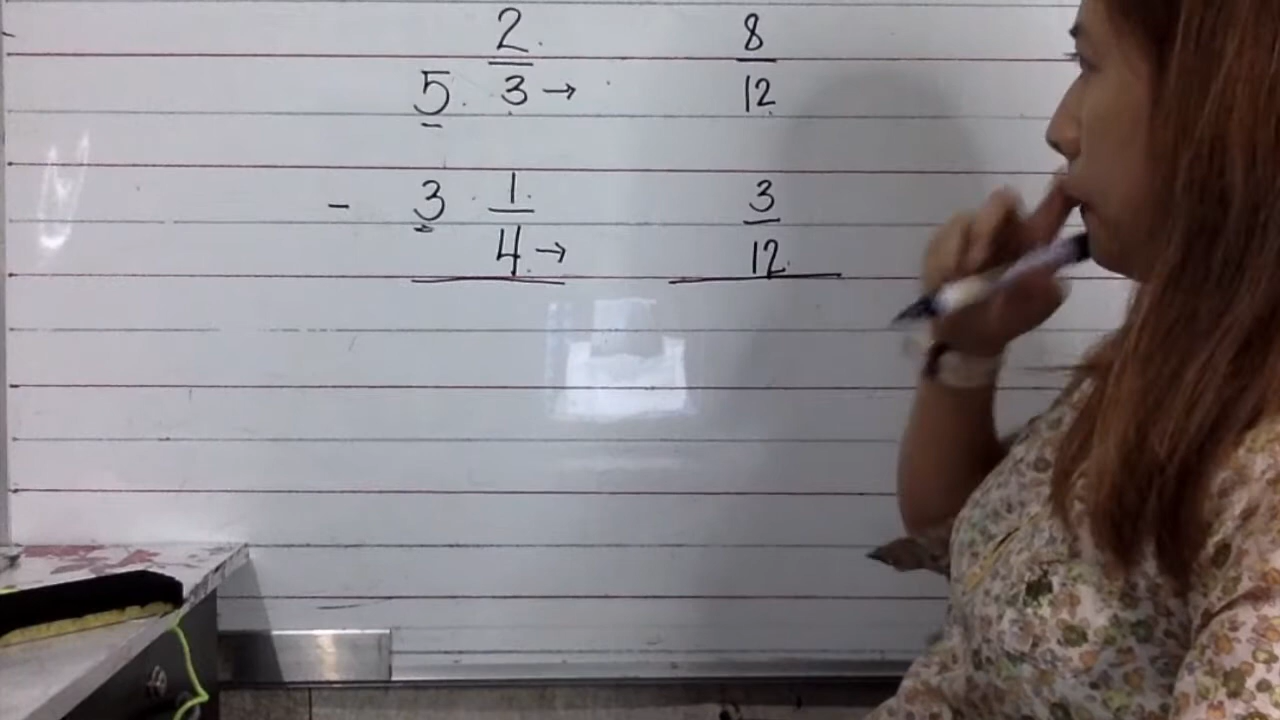 5 2/3 → 8/12
- 3 1/4 → 3/12